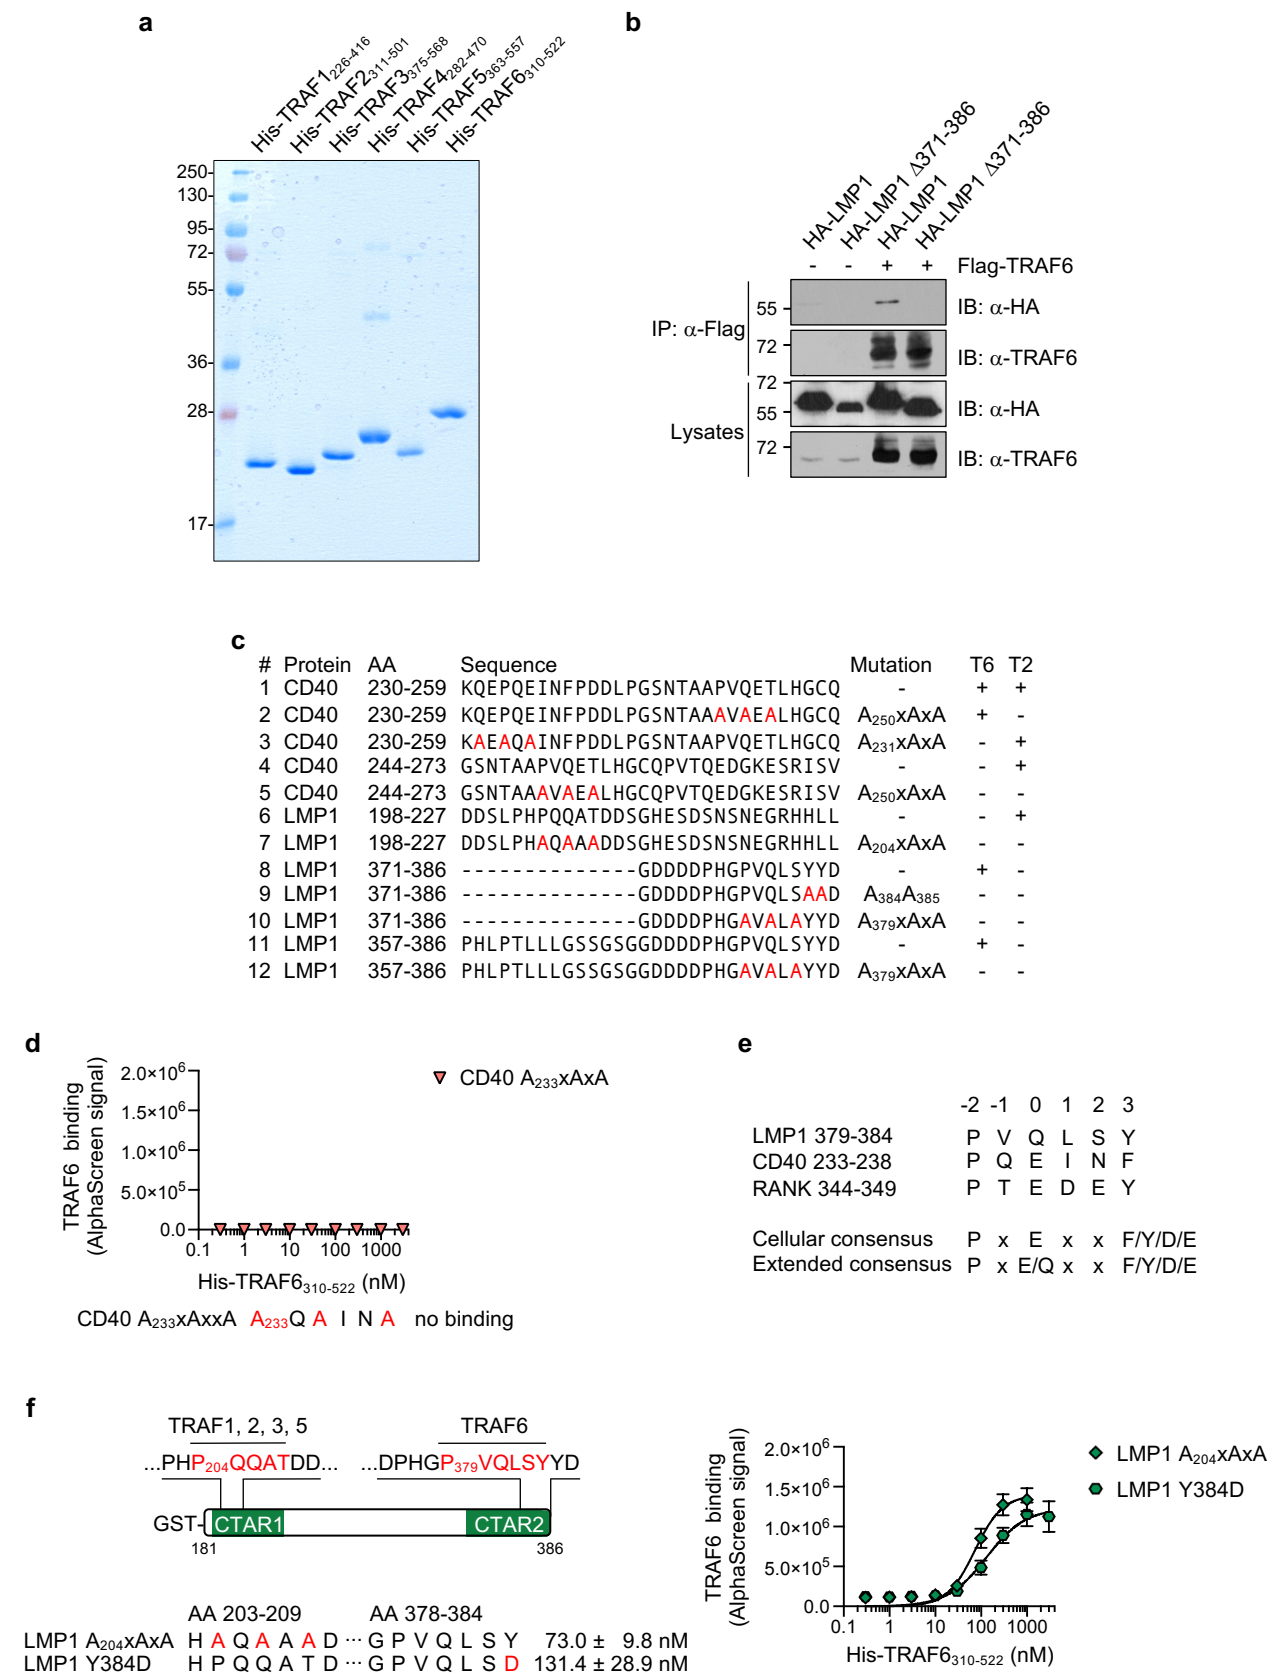 a
His-TRAF1226-416
His-TRAF2311-501
His-TRAF3375-568
His-TRAF4282-470
His-TRAF5363-557
His-TRAF6310-522
250-
130-
95-
72-
55-
36-
28-
17-
b
HA-LMP1
HA-LMP1 Δ371-386
HA-LMP1
HA-LMP1 Δ371-386
- - + + Flag-TRAF6
IP: α-Flag
55 IB: α-HA
72 IB: α-TRAF6
Lysates
72
55 IB: α-HA
72 IB: α-TRAF6
c
# Protein AA Sequence Mutation T6 T2
1 CD40 230-259 KQEPQEINFPDDLPGSNTAAPVQETLHGCQ - + +
2 CD40 230-259 KQEPQEINFPDDLPGSNTAAAVAEALHGCQ A250xAxA + -
3 CD40 230-259 KAEAQAINFPDDLPGSNTAAPVQETLHGCQ A231xAxA - +
4 CD40 244-273 GSNTAAPVQETLHGCQPVTQEDGKESRISV - - +
5 CD40 244-273 GSNTAAAVAEALHGCQPVTQEDGKESRISV A250xAxA - -
6 LMP1 198-227 DDSLPHPQQATDDSGHESDSNSNEGRHHLL - - +
7 LMP1 198-227 DDSLPHAQAAADDSGHESDSNSNEGRHHLL A204xAxA - -
8 LMP1 371-386 --------------GDDDDPHGPVQLSYYD - + -
9 LMP1 371-386 --------------GDDDDPHGPVQLSAAD A384A385 - -
10 LMP1 371-386 --------------GDDDDPHGAVALAYYD A379xAxA - -
11 LMP1 357-386 PHLPTLLLGSSGSGGDDDDPHGPVQLSYYD - + -
12 LMP1 357-386 PHLPTLLLGSSGSGGDDDDPHGAVALAYYD A379xAxA - -
d
TRAF6 binding
(AlphaScreen signal)
2.0×10⁶
1.5×10⁶
1.0×10⁶
5.0×10⁵
0.0
0.1 1 10 100 1000
His-TRAF6310-522 (nM)
CD40 A233xAxA
CD40 A233xAxxA A233Q A I N A no binding
e
-2 -1 0 1 2 3
LMP1 379-384 P V Q L S Y
CD40 233-238 P Q E I N F
RANK 344-349 P T E D E Y
Cellular consensus P x E x x F/Y/D/E
Extended consensus P x E/Q x x F/Y/D/E
f
TRAF1, 2, 3, 5 TRAF6
...PHP204QQATDD... ...DPHGP379VQLSYYD
GST- CTAR1 CTAR2
181 386
AA 203-209 AA 378-384
LMP1 A204xAxA H A Q A A A D ··· G P V Q L S Y 73.0 ± 9.8 nM
LMP1 Y384D H P Q Q A T D ··· G P V Q L S D 131.4 ± 28.9 nM
TRAF6 binding
(AlphaScreen signal)
2.0×10⁶
1.5×10⁶
1.0×10⁶
5.0×10⁵
0.0
0.1 1 10 100 1000
His-TRAF6310-522 (nM)
LMP1 A204xAxA
LMP1 Y384D